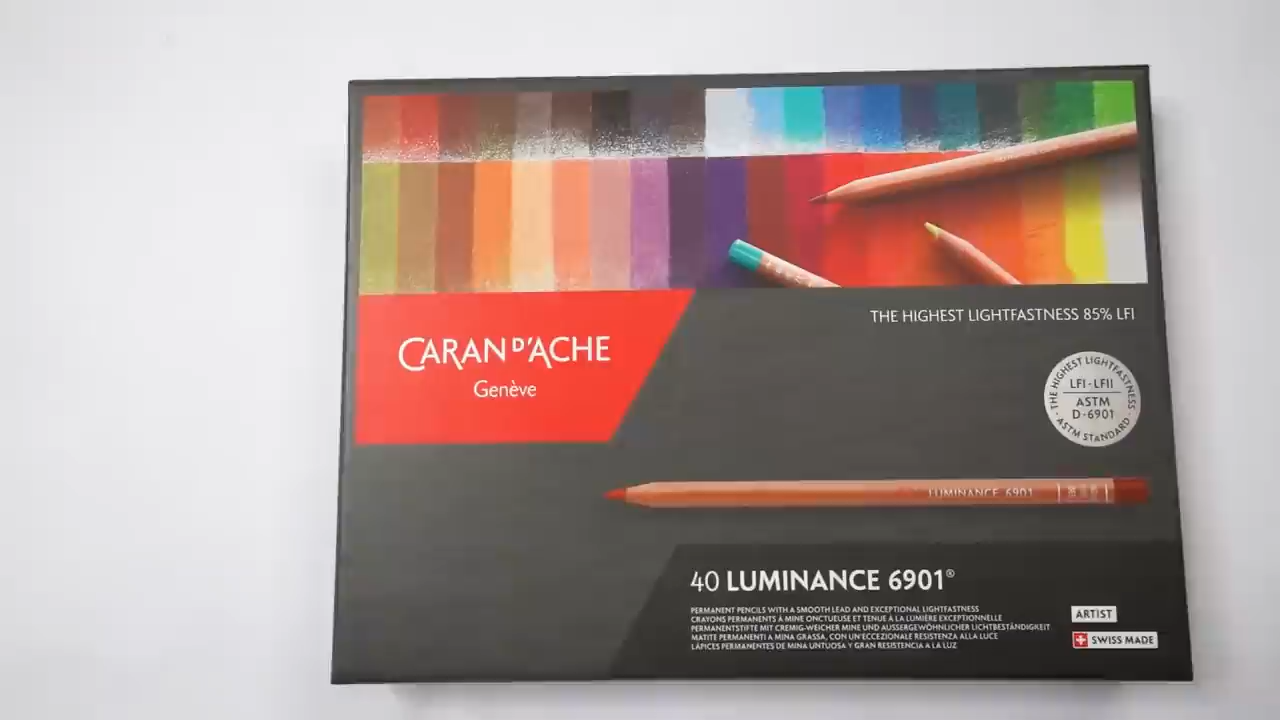 CARAN D'ACHE
Genève
THE HIGHEST LIGHTFASTNESS 85% LFI
THE HIGHEST LIGHTFASTNESS
LFI-LFII
ASTM
D-6901
ASTM STANDARD
LUMINANCE 6901
40 LUMINANCE 6901®
PERMANENT PENCILS WITH A SMOOTH LEAD AND EXCEPTIONAL LIGHTFASTNESS
CRAYONS PERMANENTS À MINE ONCTUEUSE ET TENUE À LA LUMIÈRE EXCEPTIONNELLE
PERMANENTSTIFTE MIT CREMIG-WEICHER MINE UND AUSSERGEWÖHNLICHER LICHTBESTÄNDIGKEIT
MATITE PERMANENTI A MINA GRASSA, CON UN'ECCEZIONALE RESISTENZA ALLA LUCE
LÁPICES PERMANENTES DE MINA UNTUOSA Y GRAN RESISTENCIA A LA LUZ
ARTIST
SWISS MADE